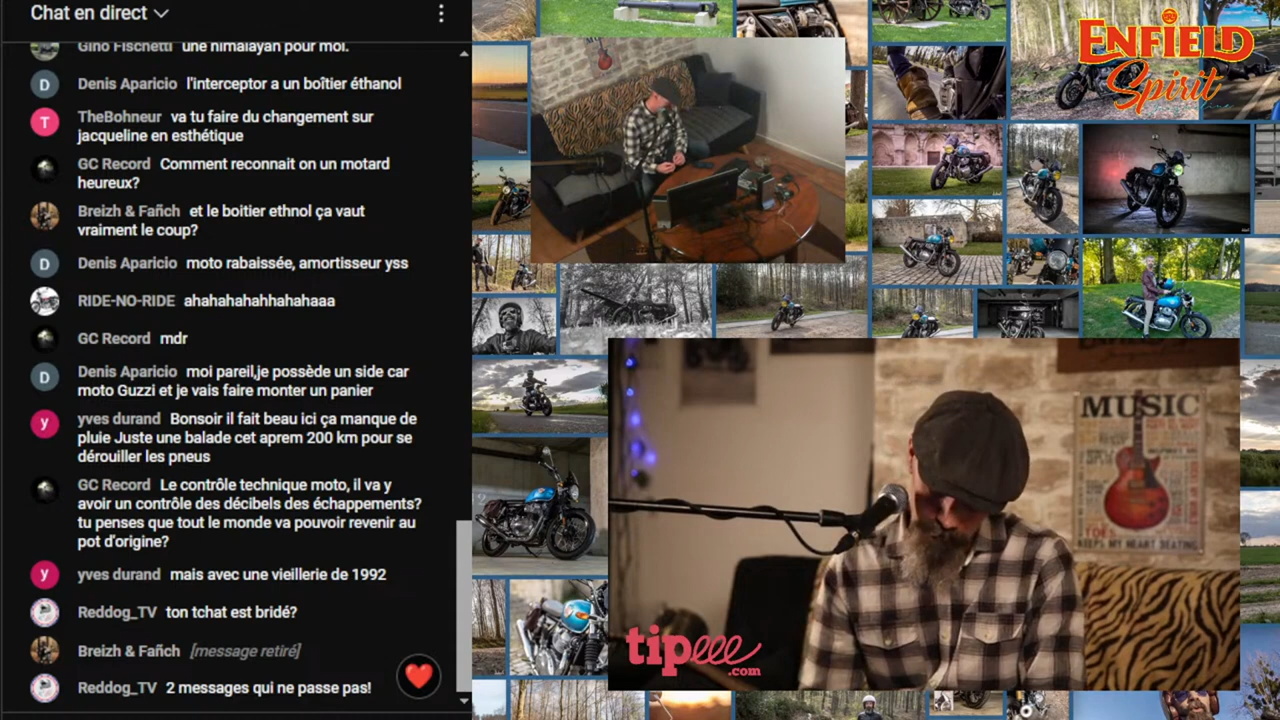 Chat en direct
Gino Fischetti une himalayan pour moi.
D Denis Aparicio l'interceptor a un boîtier éthanol
T TheBohneur va tu faire du changement sur
jacqueline en esthétique
GC Record Comment reconnait on un motard
heureux?
Breizh & Fañch et le boitier ethnol ça vaut
vraiment le coup?
D Denis Aparicio moto rabaissée, amortisseur yss
RIDE-NO-RIDE ahahahahahhahahaaa
GC Record mdr
D Denis Aparicio moi pareil,je possède un side car
moto Guzzi et je vais faire monter un panier
y yves durand Bonsoir il fait beau ici ça manque de
pluie Juste une balade cet aprem 200 km pour se
dérouiller les pneus
GC Record Le contrôle technique moto, il va y
avoir un contrôle des décibels des échappements?
tu penses que tout le monde va pouvoir revenir au
pot d'origine?
y yves durand mais avec une vieillerie de 1992
Reddog_TV ton tchat est bridé?
Breizh & Fañch [message retiré]
Reddog_TV 2 messages qui ne passe pas!
ENFIELD
Spirit
MUSIC
KEEPS MY HEART BEATING
tipeee
.com